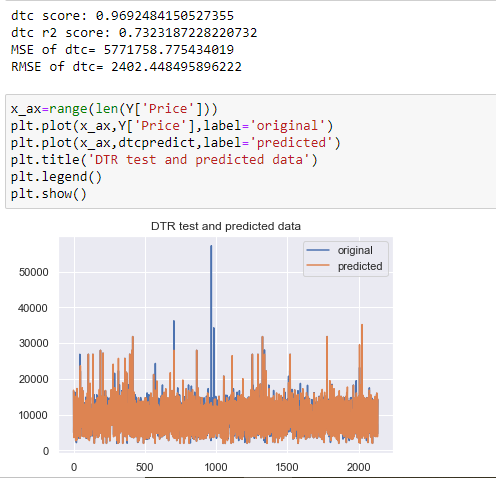 dtc score: 0.9692484150527355
dtc r2 score: 0.7323187228220732
MSE of dtc= 5771758.775434019
RMSE of dtc= 2402.448495896222
x_ax=range(len(Y['Price']))
plt.plot(x_ax,Y['Price'],label='original')
plt.plot(x_ax,dtcpredict,label='predicted')
plt.title('DTR test and predicted data')
plt.legend()
plt.show()
DTR test and predicted data
original
predicted
50000
40000
30000
20000
10000
0
0 500 1000 1500 2000